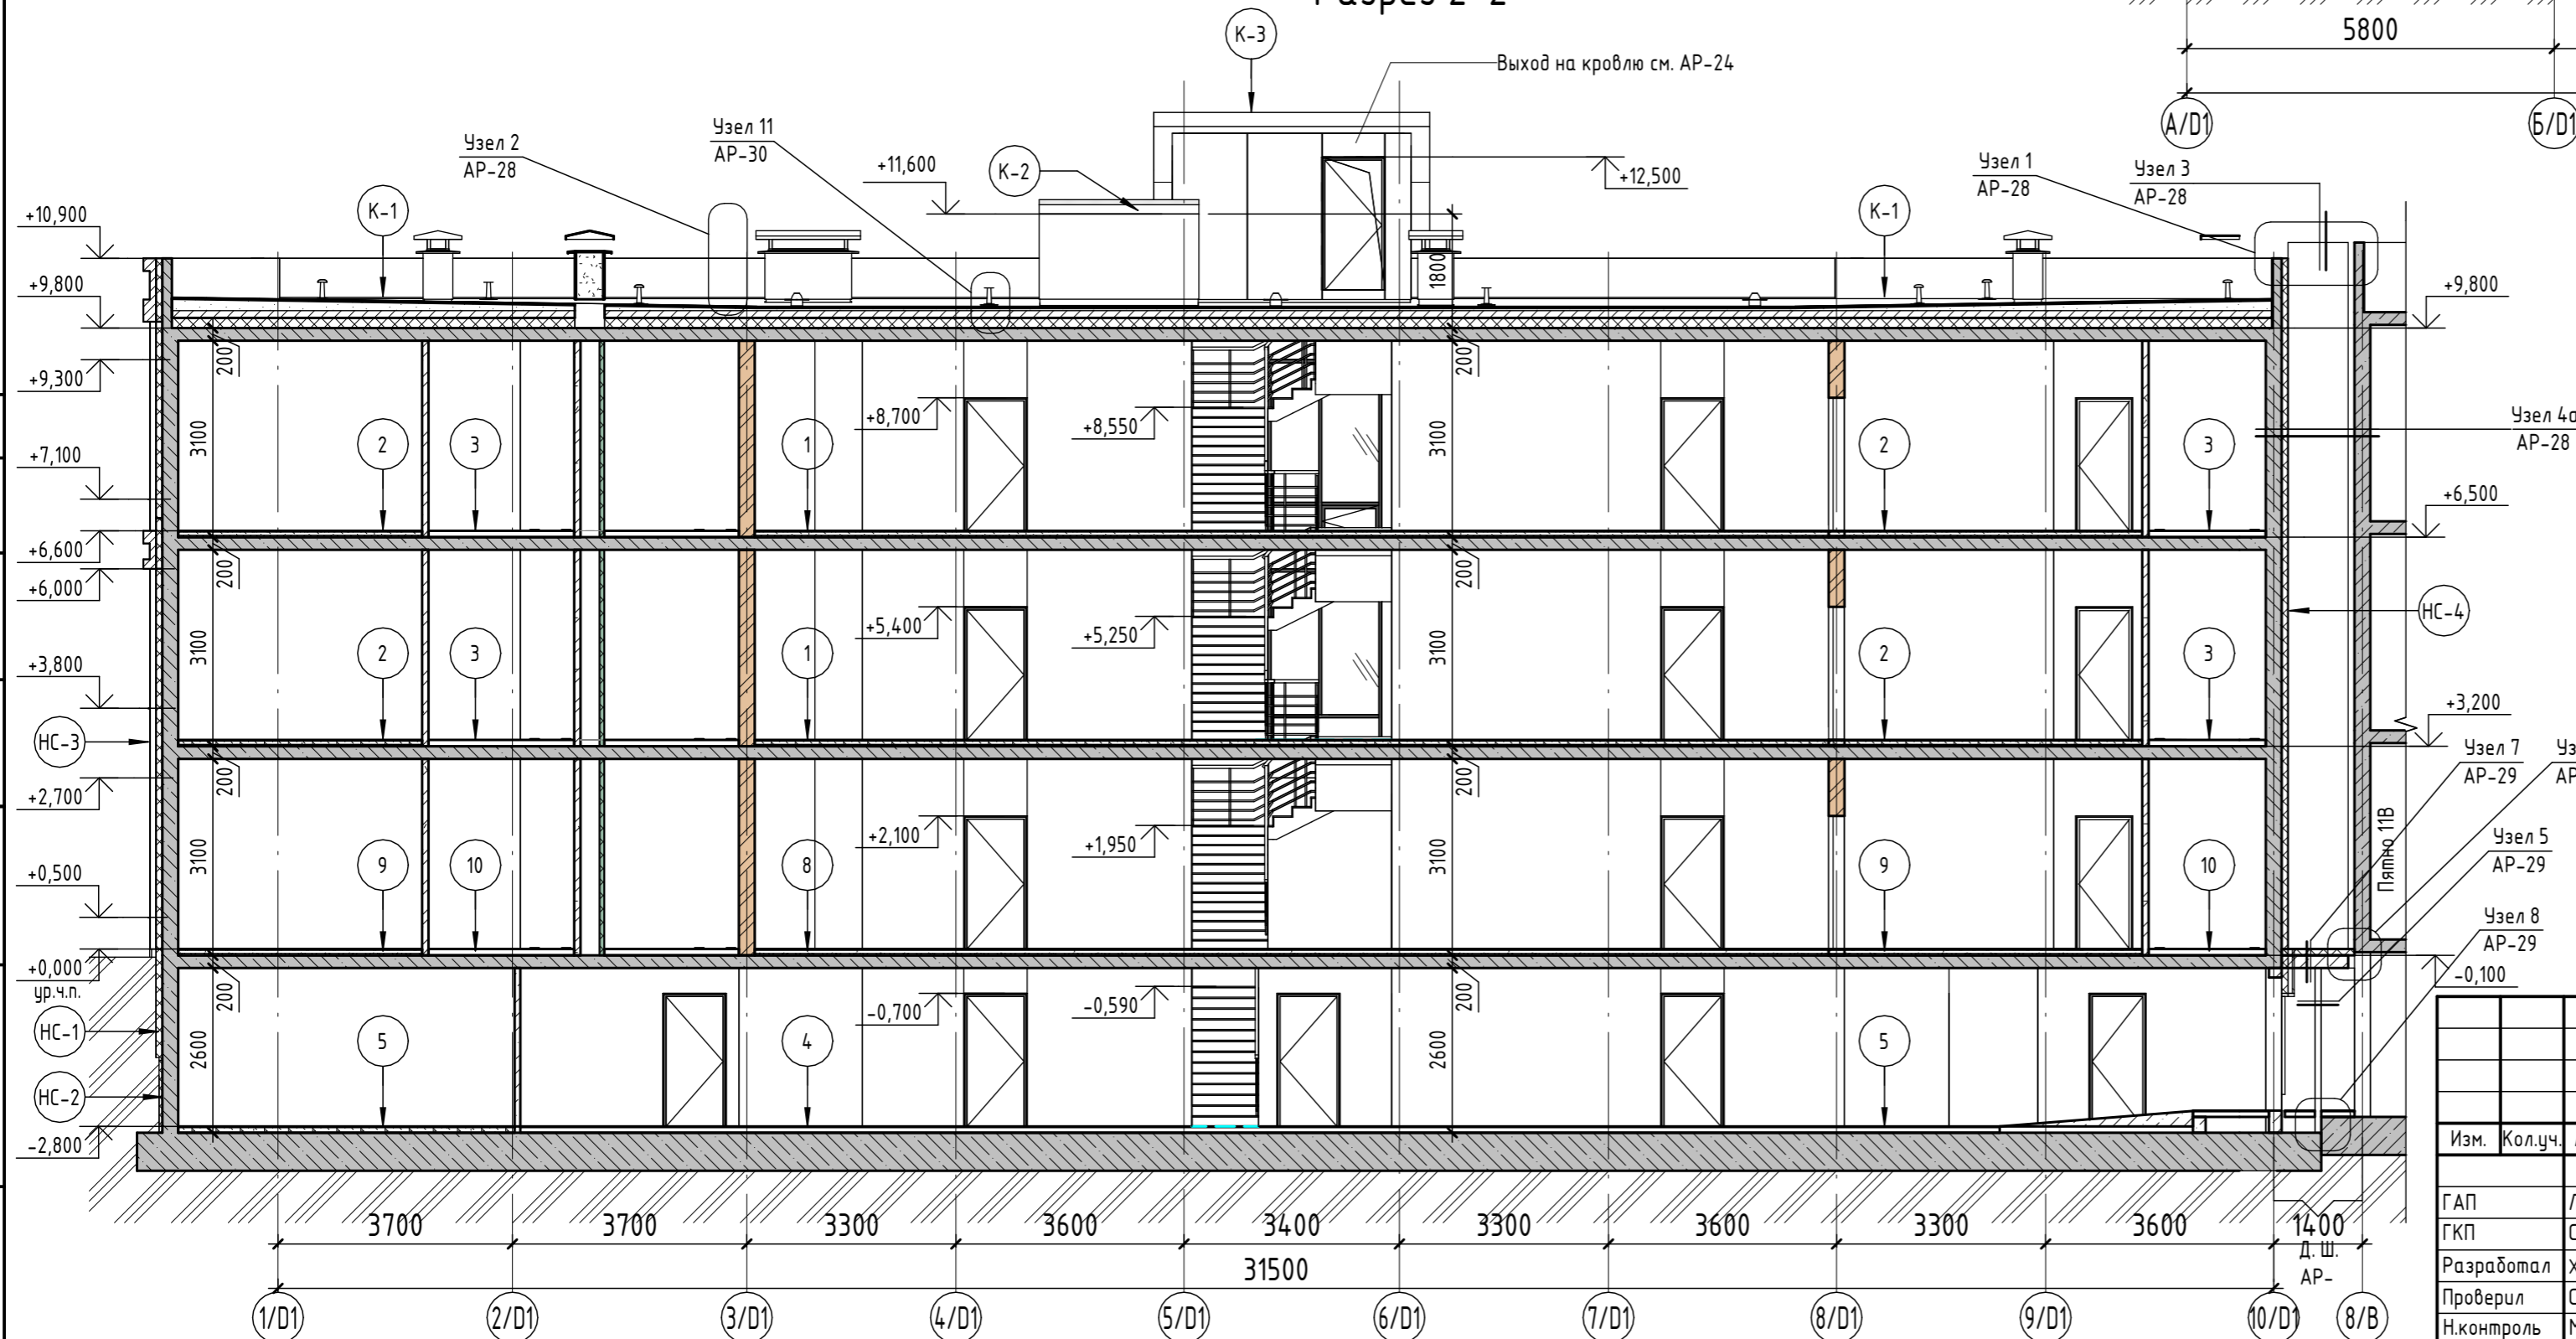 Разрез 2-2
5800
А/D1
Б/D1
К-3
Выход на кровлю см. АР-24
Узел 2
АР-28
Узел 11
АР-30
+11,600
К-2
+12,500
Узел 1
АР-28
Узел 3
АР-28
+10,900
К-1
К-1
1800
+9,800
+9,800
+9,300
200
200
3100
+8,700
+8,550
3100
2
3
1
2
3
Узел 4а
АР-28
+7,100
+6,500
+6,600
+6,000
200
200
3100
+5,400
+5,250
3100
2
3
1
2
3
НС-4
+3,800
+3,200
НС-3
Узел 7
АР-29
+2,700
200
200
3100
+2,100
+1,950
3100
9
10
8
9
10
Пятно 11В
Узел 5
АР-29
+0,500
Узел 8
АР-29
+0,000
ур.ч.п.
-0,100
200
200
-0,700
-0,590
НС-1
2600
5
4
2600
5
НС-2
-2,800
Изм. Кол.уч.
ГАП
ГКП
Разработал
Проверил
Н.контроль
3700 3700 3300 3600 3400 3300 3600 3300 3600 1400
Д. Ш.
АР-
31500
1/D1 2/D1 3/D1 4/D1 5/D1 6/D1 7/D1 8/D1 9/D1 10/D1 8/В